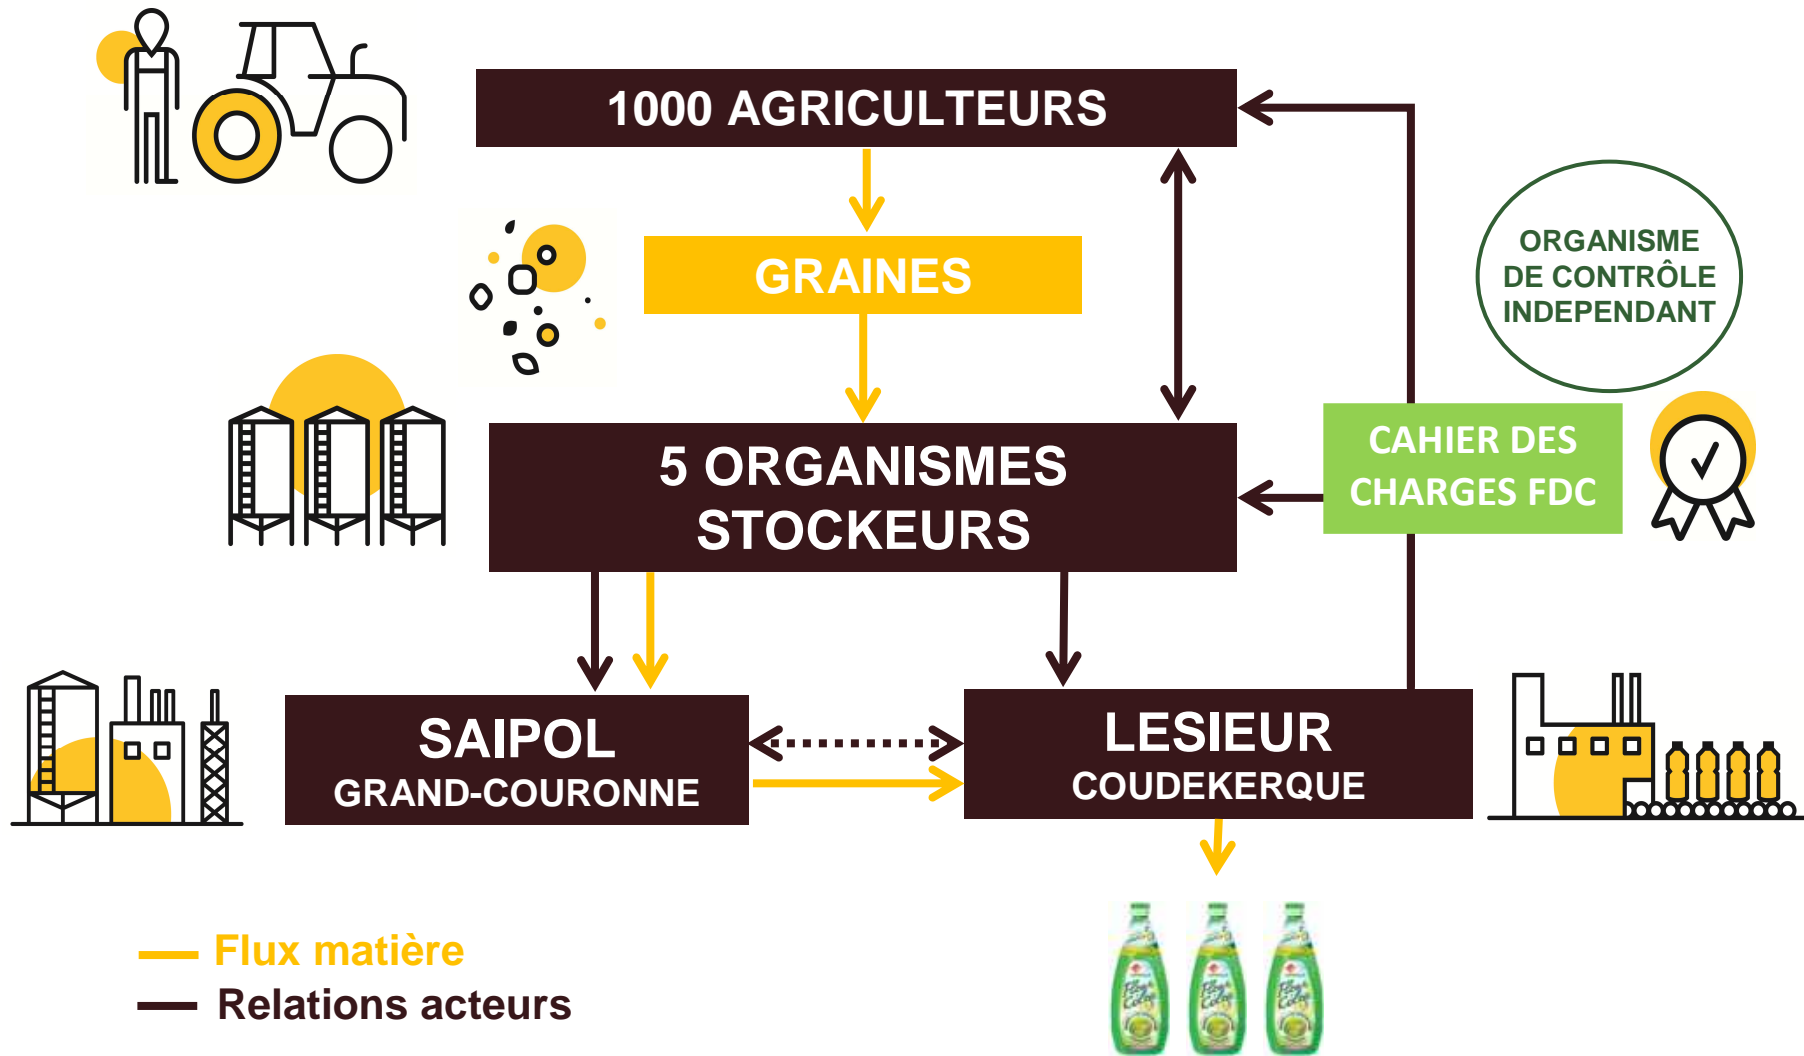 1000 AGRICULTEURS
GRAINES
ORGANISME
DE CONTRÔLE
INDEPENDANT
5 ORGANISMES
STOCKEURS
CAHIER DES
CHARGES FDC
SAIPOL
GRAND-COURONNE
LESIEUR
COUDEKERQUE
Flux matière
Relations acteurs